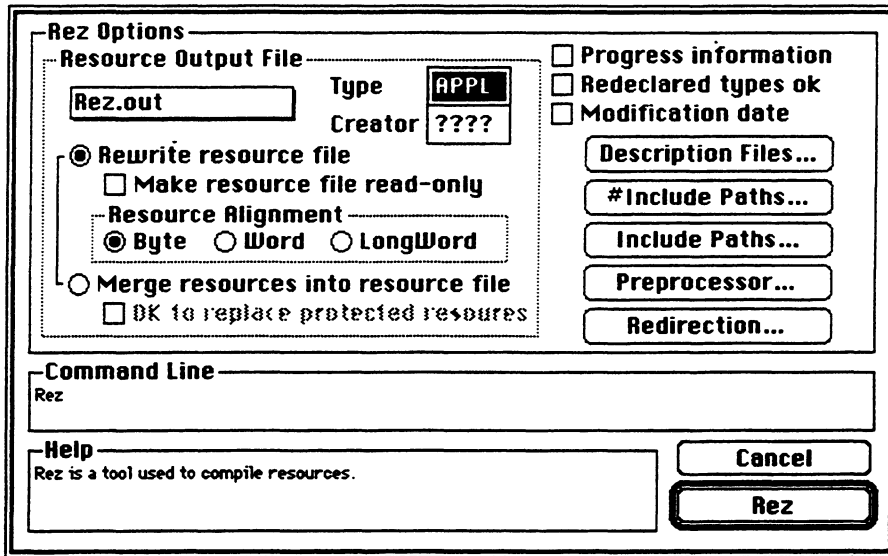 Rez Options
Resource Output File
Rez.out
Type
APPL
Creator
????
Rewrite resource file
Make resource file read-only
Resource Alignment
Byte
Word
LongWord
Merge resources into resource file
OK to replace protected resoures
Progress information
Redeclared types ok
Modification date
Description Files...
#Include Paths...
Include Paths...
Preprocessor...
Redirection...
Command Line
Rez
Help
Rez is a tool used to compile resources.
Cancel
Rez